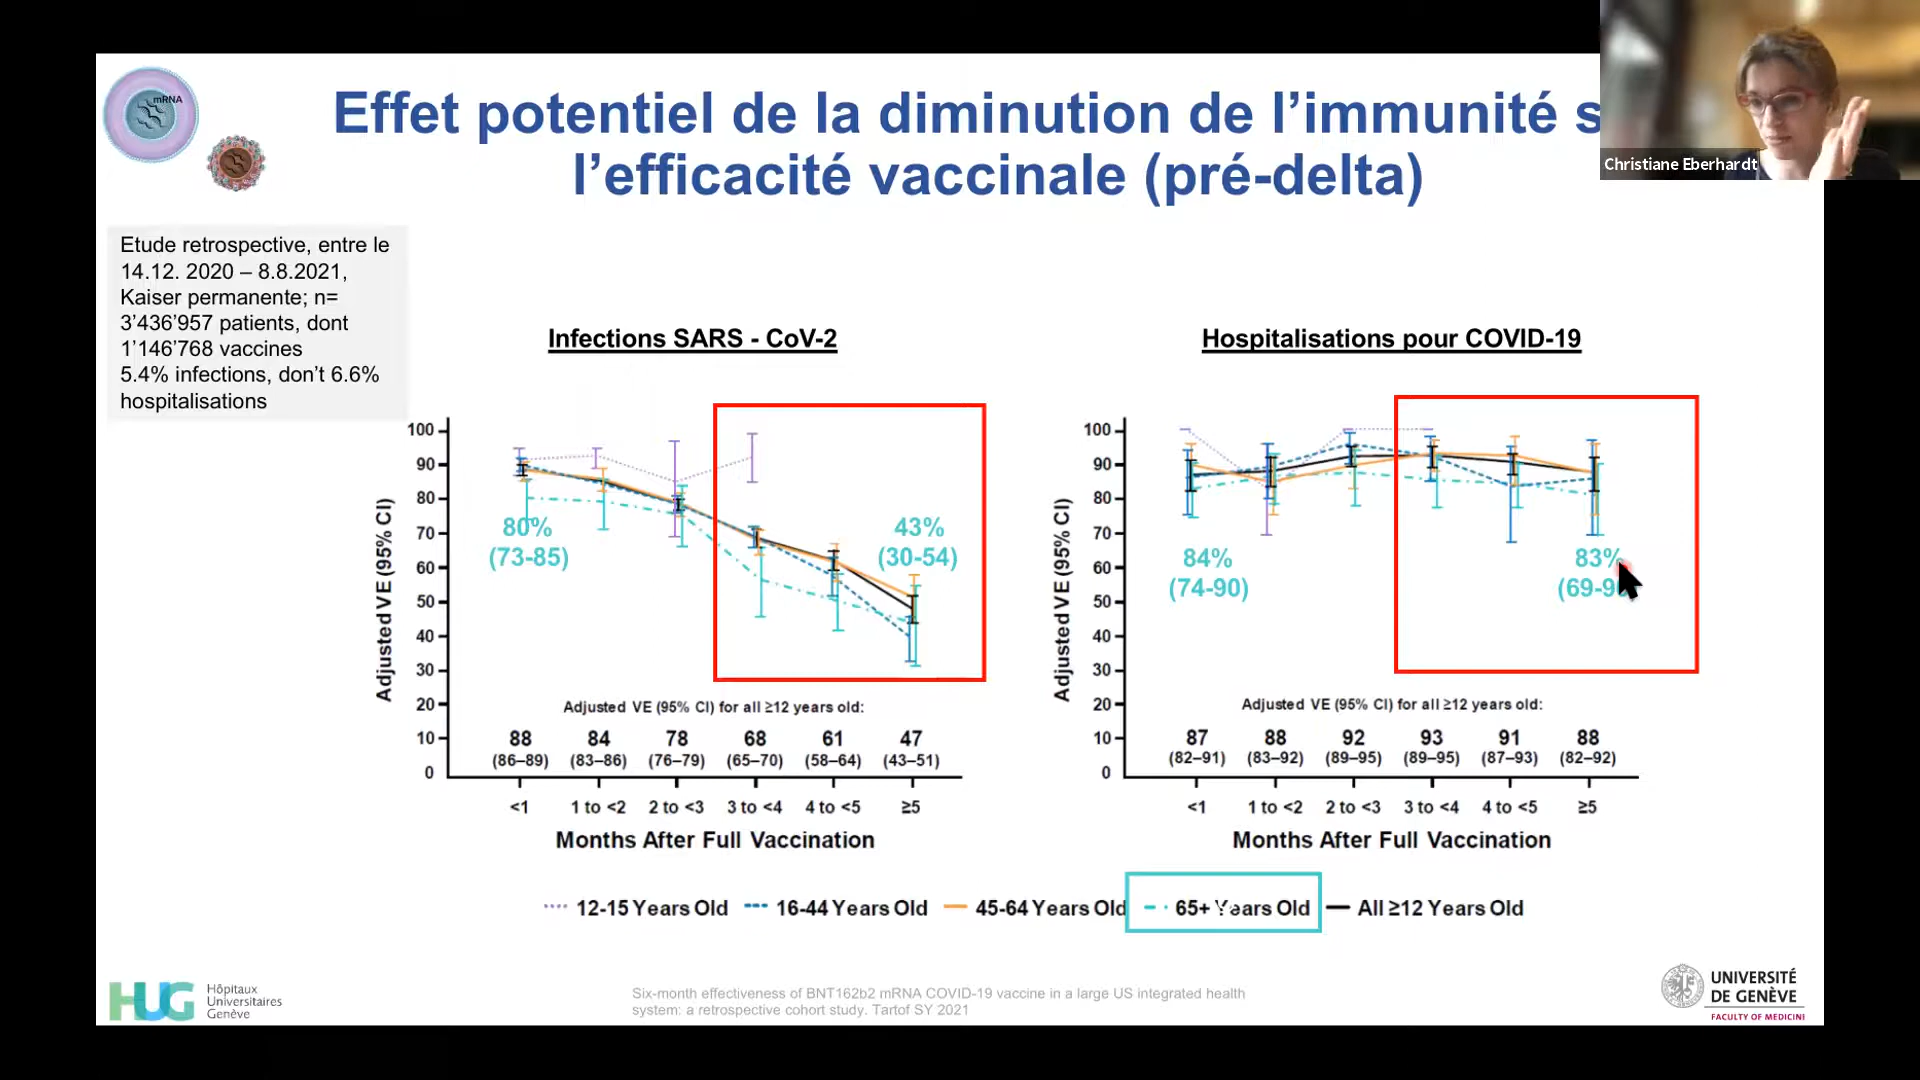 mRNA
Effet potentiel de la diminution de l’immunité s
l’efficacité vaccinale (pré-delta)
Christiane Eberhardt
Etude retrospective, entre le
14.12. 2020 – 8.8.2021,
Kaiser permanente; n=
3’436’957 patients, dont
1’146’768 vaccines
5.4% infections, don’t 6.6%
hospitalisations
Infections SARS - CoV-2
Adjusted VE (95% CI)
100
90
80
70
60
50
40
30
20
10
0
80%
(73-85)
43%
(30-54)
Adjusted VE (95% CI) for all ≥12 years old:
88 84 78 68 61 47
(86–89) (83–86) (76–79) (65–70) (58–64) (43–51)
<1 1 to <2 2 to <3 3 to <4 4 to <5 ≥5
Months After Full Vaccination
Hospitalisations pour COVID-19
Adjusted VE (95% CI)
100
90
80
70
60
50
40
30
20
10
0
84%
(74-90)
83%
(69-9
Adjusted VE (95% CI) for all ≥12 years old:
87 88 92 93 91 88
(82–91) (83–92) (89–95) (89–95) (87–93) (82–92)
<1 1 to <2 2 to <3 3 to <4 4 to <5 ≥5
Months After Full Vaccination
12-15 Years Old 16-44 Years Old 45-64 Years Old 65+ Years Old All ≥12 Years Old
HUG
Hôpitaux
Universitaires
Genève
Six-month effectiveness of BNT162b2 mRNA COVID-19 vaccine in a large US integrated health
system: a retrospective cohort study. Tartof SY 2021
UNIVERSITÉ
DE GENÈVE
FACULTY OF MEDICINE